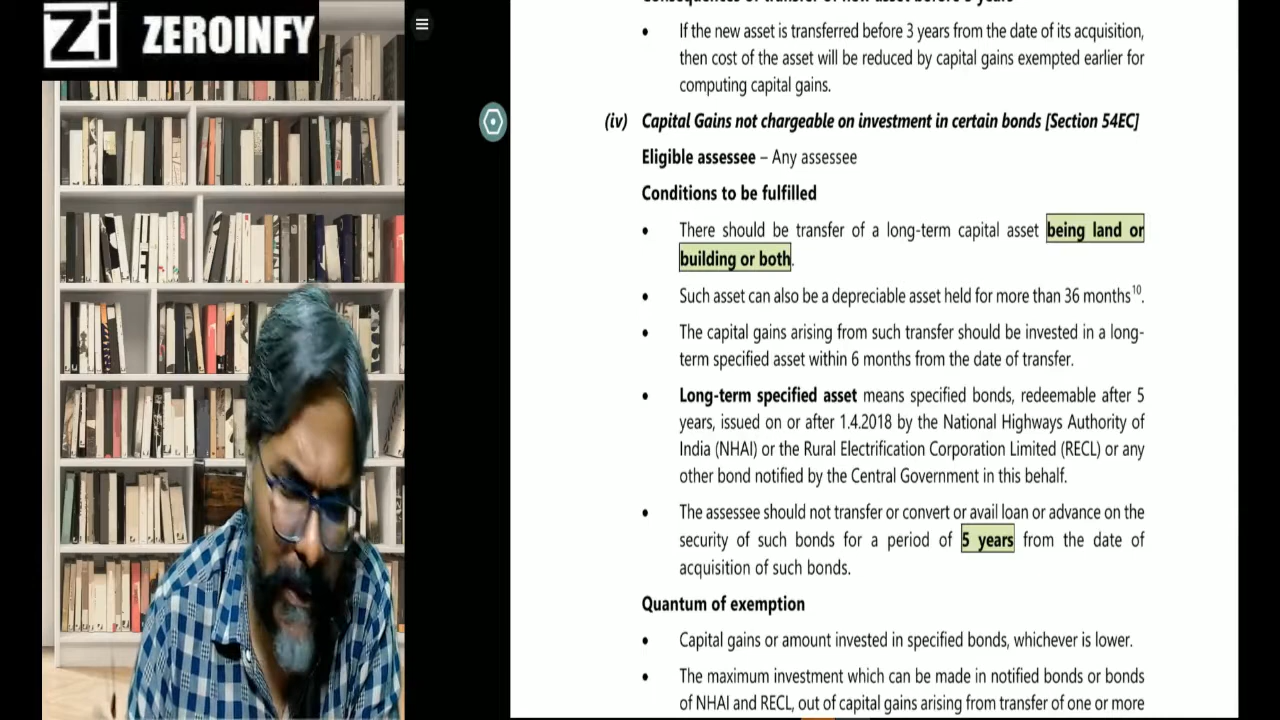 Zi ZEROINFY
Consequences of transfer of new asset before 3 years
• If the new asset is transferred before 3 years from the date of its acquisition,
then cost of the asset will be reduced by capital gains exempted earlier for
computing capital gains.
(iv) Capital Gains not chargeable on investment in certain bonds [Section 54EC]
Eligible assessee – Any assessee
Conditions to be fulfilled
• There should be transfer of a long-term capital asset being land or
building or both.
• Such asset can also be a depreciable asset held for more than 36 months10.
• The capital gains arising from such transfer should be invested in a long-
term specified asset within 6 months from the date of transfer.
• Long-term specified asset means specified bonds, redeemable after 5
years, issued on or after 1.4.2018 by the National Highways Authority of
India (NHAI) or the Rural Electrification Corporation Limited (RECL) or any
other bond notified by the Central Government in this behalf.
• The assessee should not transfer or convert or avail loan or advance on the
security of such bonds for a period of 5 years from the date of
acquisition of such bonds.
Quantum of exemption
• Capital gains or amount invested in specified bonds, whichever is lower.
• The maximum investment which can be made in notified bonds or bonds
of NHAI and RECL, out of capital gains arising from transfer of one or more